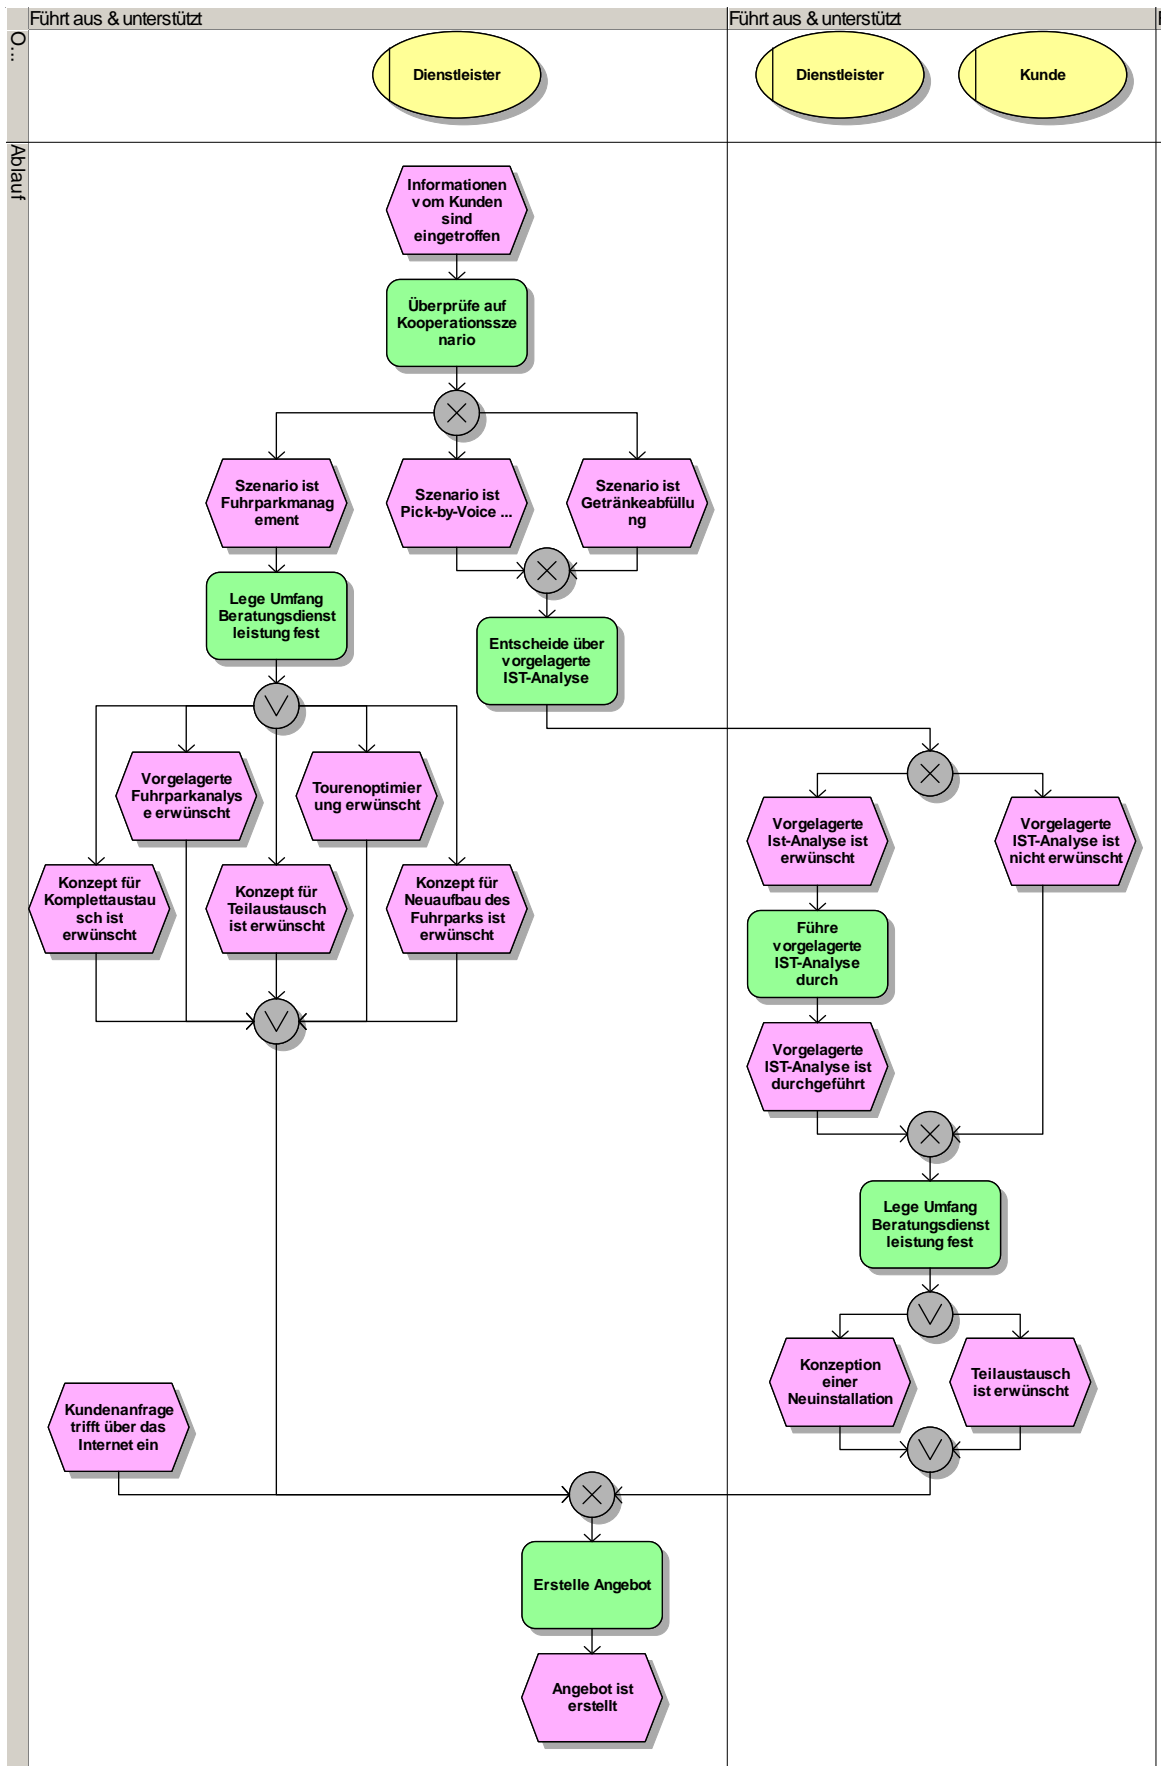 Führt aus & unterstützt
Führt aus & unterstützt
O...
Dienstleister
Dienstleister
Kunde
Ablauf
Informationen
vom Kunden
sind
eingetroffen
Überprüfe auf
Kooperationssze
nario
Szenario ist
Fuhrparkmanag
ement
Szenario ist
Pick-by-Voice ...
Szenario ist
Getränkeabfüllu
ng
Lege Umfang
Beratungsdienst
leistung fest
Entscheide über
vorgelagerte
IST-Analyse
Vorgelagerte
Fuhrparkanalys
e erwünscht
Tourenoptimier
ung erwünscht
Konzept für
Komplettaustau
sch ist
erwünscht
Konzept für
Teilaustausch
ist erwünscht
Konzept für
Neuaufbau des
Fuhrparks ist
erwünscht
Vorgelagerte
Ist-Analyse ist
erwünscht
Vorgelagerte
IST-Analyse ist
nicht erwünscht
Führe
vorgelagerte
IST-Analyse
durch
Vorgelagerte
IST-Analyse ist
durchgeführt
Lege Umfang
Beratungsdienst
leistung fest
Konzeption
einer
Neuinstallation
Teilaustausch
ist erwünscht
Kundenanfrage
trifft über das
Internet ein
Erstelle Angebot
Angebot ist
erstellt